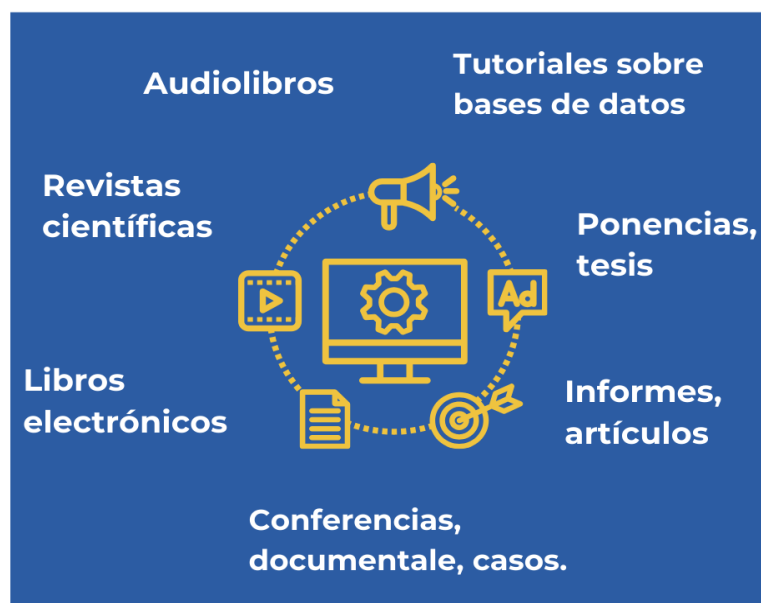 Audiolibros
Tutoriales sobre
bases de datos
Revistas
científicas
Ponencias,
tesis
Ad
Libros
electrónicos
Informes,
artículos
Conferencias,
documentale, casos.